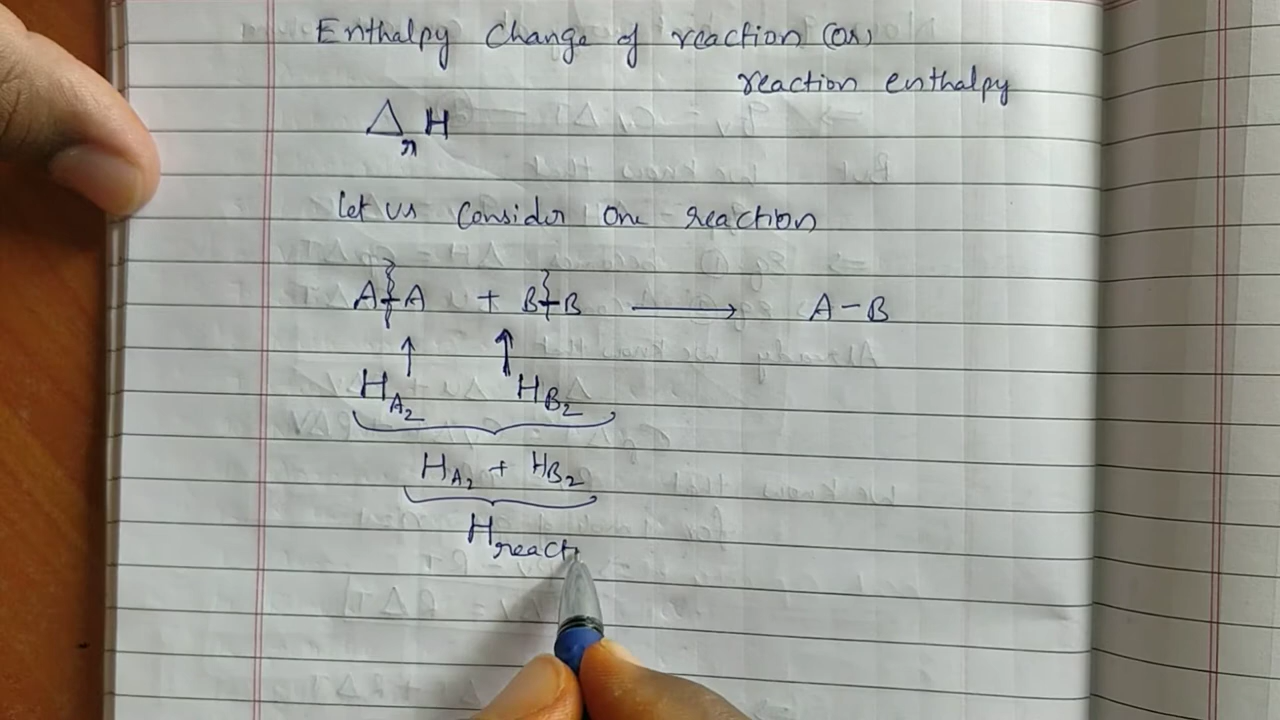 Enthalpy Change of reaction (or)
reaction enthalpy
ΔrH
Let us Consider One reaction
A-A + B-B ⟶ A-B
↑ ↑
HA2 HB2
HA2 + HB2
Hreact